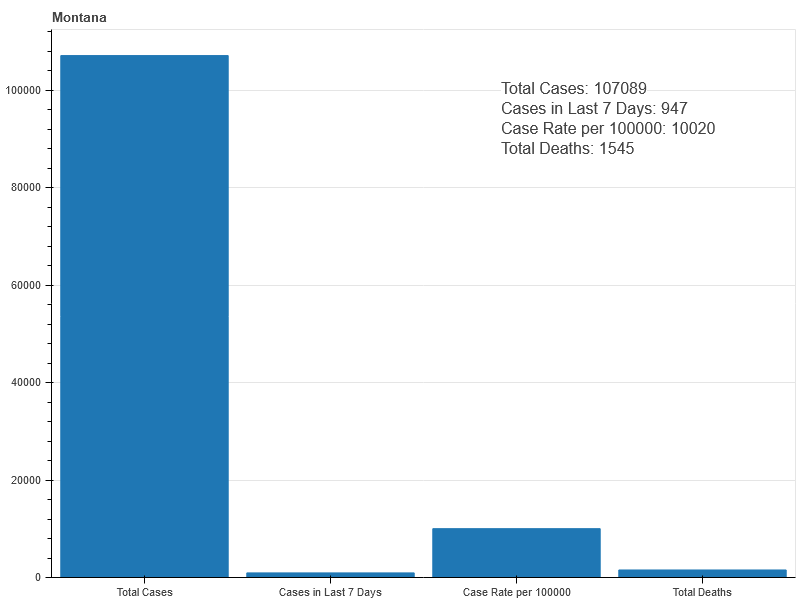 Montana
Total Cases: 107089
Cases in Last 7 Days: 947
Case Rate per 100000: 10020
Total Deaths: 1545
100000
80000
60000
40000
20000
0
Total Cases
Cases in Last 7 Days
Case Rate per 100000
Total Deaths